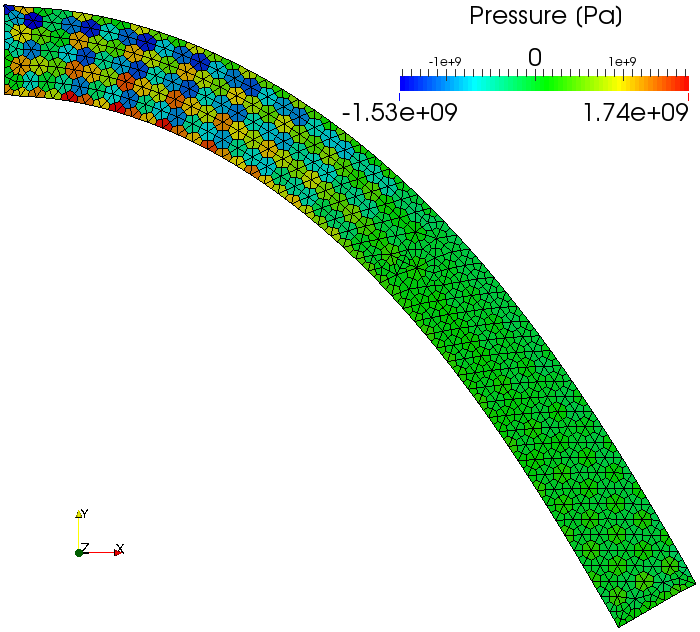 Pressure (Pa)
-1e+9 0 1e+9
-1.53e+09 1.74e+09
Y
Z X